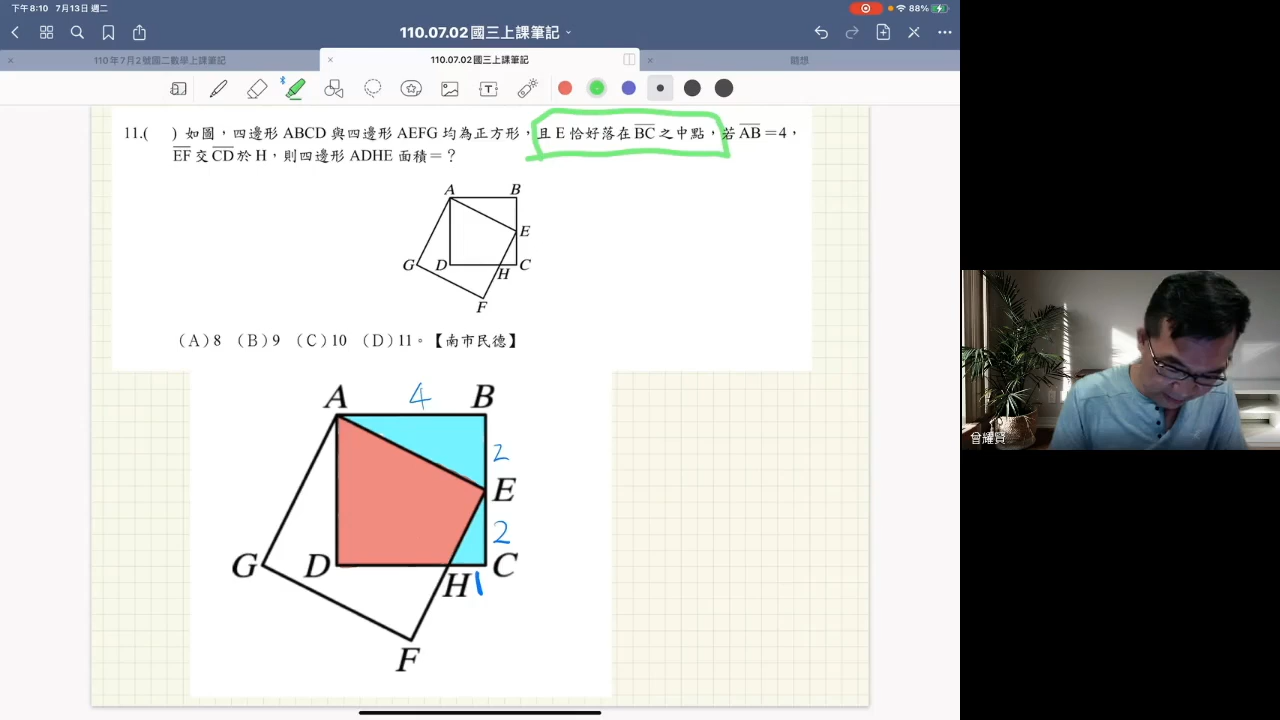 下午8:10 7月13日 週二
88%
110.07.02 國三上課筆記
110年7月2號國二數學上課筆記
110.07.02國三上課筆記
11.( ) 如圖，四邊形 ABCD 與四邊形 AEFG 均為正方形，且 E 恰好落在 BC 之中點，若 AB＝4，
EF 交 CD 於 H，則四邊形 ADHE 面積＝？
A B
E
G D C
H
F
（A）8 （B）9 （C）10 （D）11。【南市民德】
A 4 B
2
E
2
G D C
H 1
F
曾耀賢